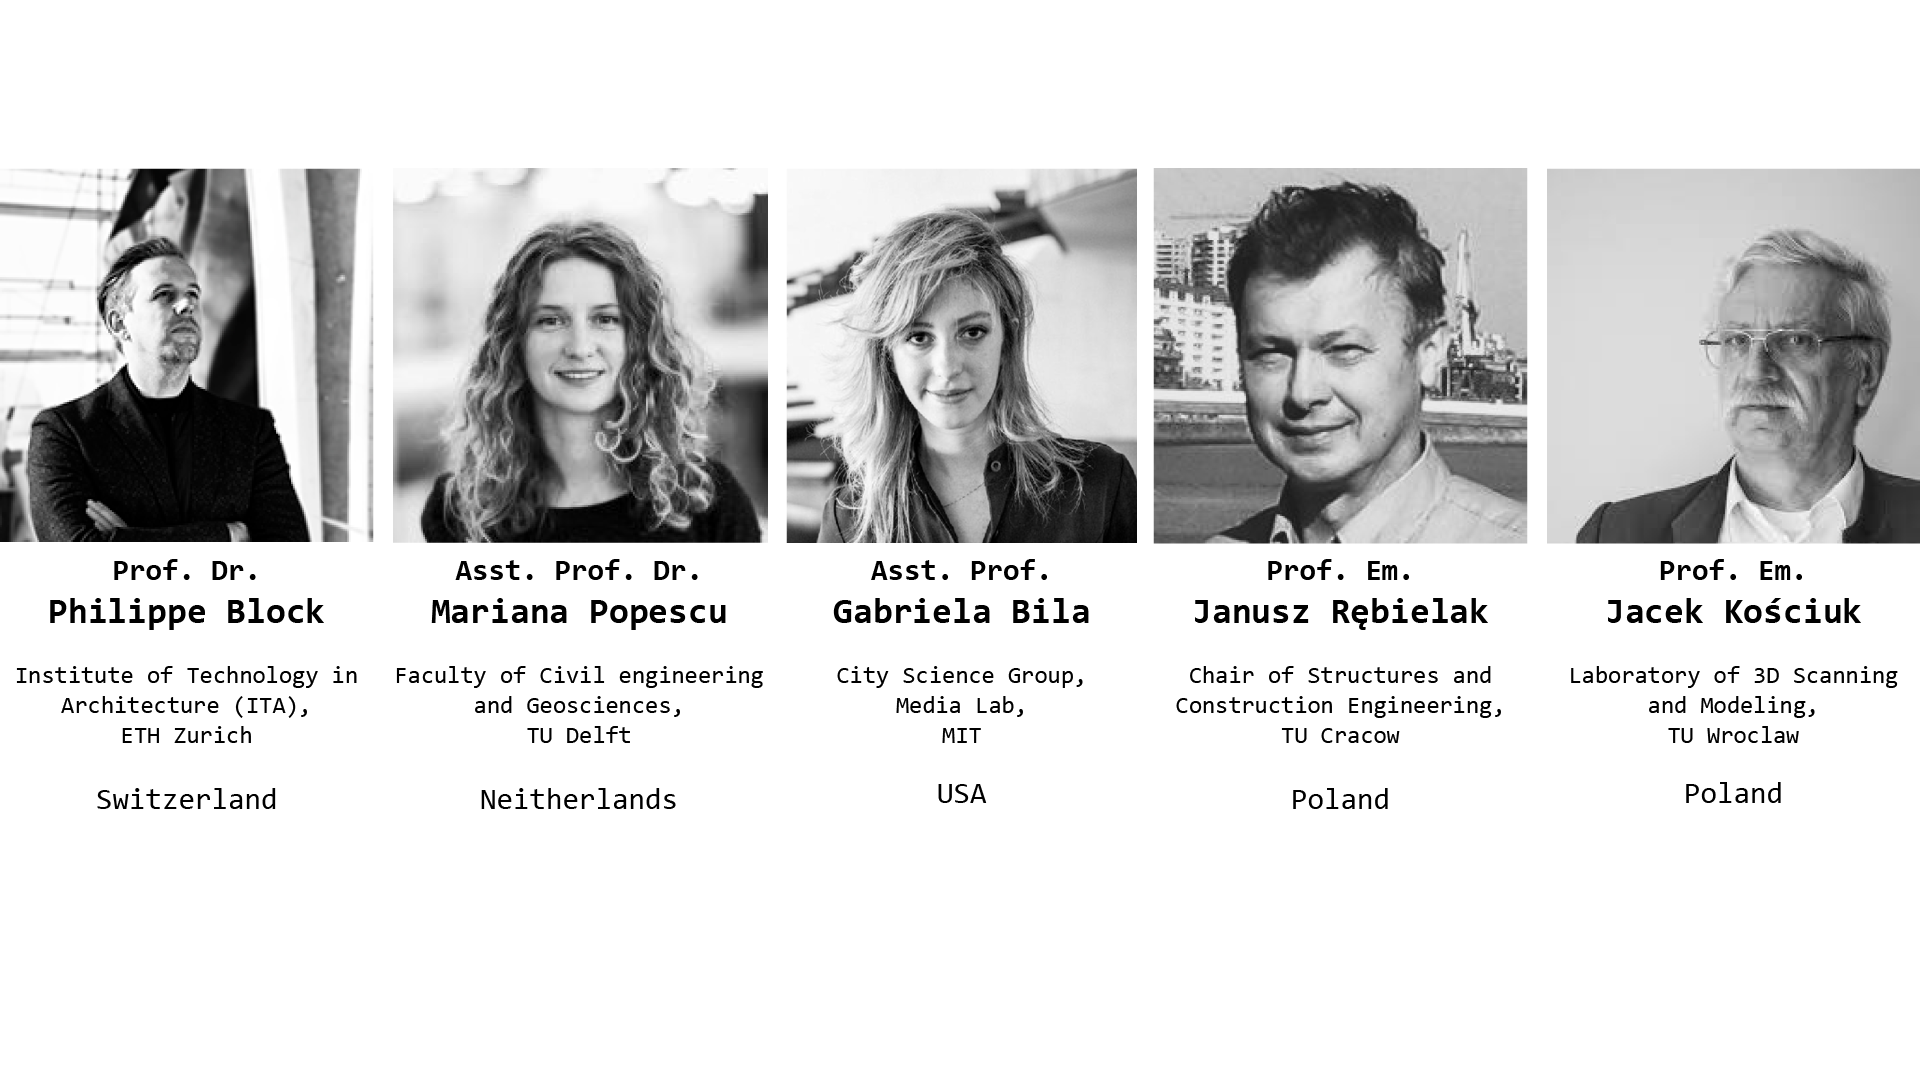 Prof. Dr.
Philippe Block
Institute of Technology in
Architecture (ITA),
ETH Zurich
Switzerland
Asst. Prof. Dr.
Mariana Popescu
Faculty of Civil engineering
and Geosciences,
TU Delft
Neitherlands
Asst. Prof.
Gabriela Bila
City Science Group,
Media Lab,
MIT
USA
Prof. Em.
Janusz Rębielak
Chair of Structures and
Construction Engineering,
TU Cracow
Poland
Prof. Em.
Jacek Kościuk
Laboratory of 3D Scanning
and Modeling,
TU Wroclaw
Poland